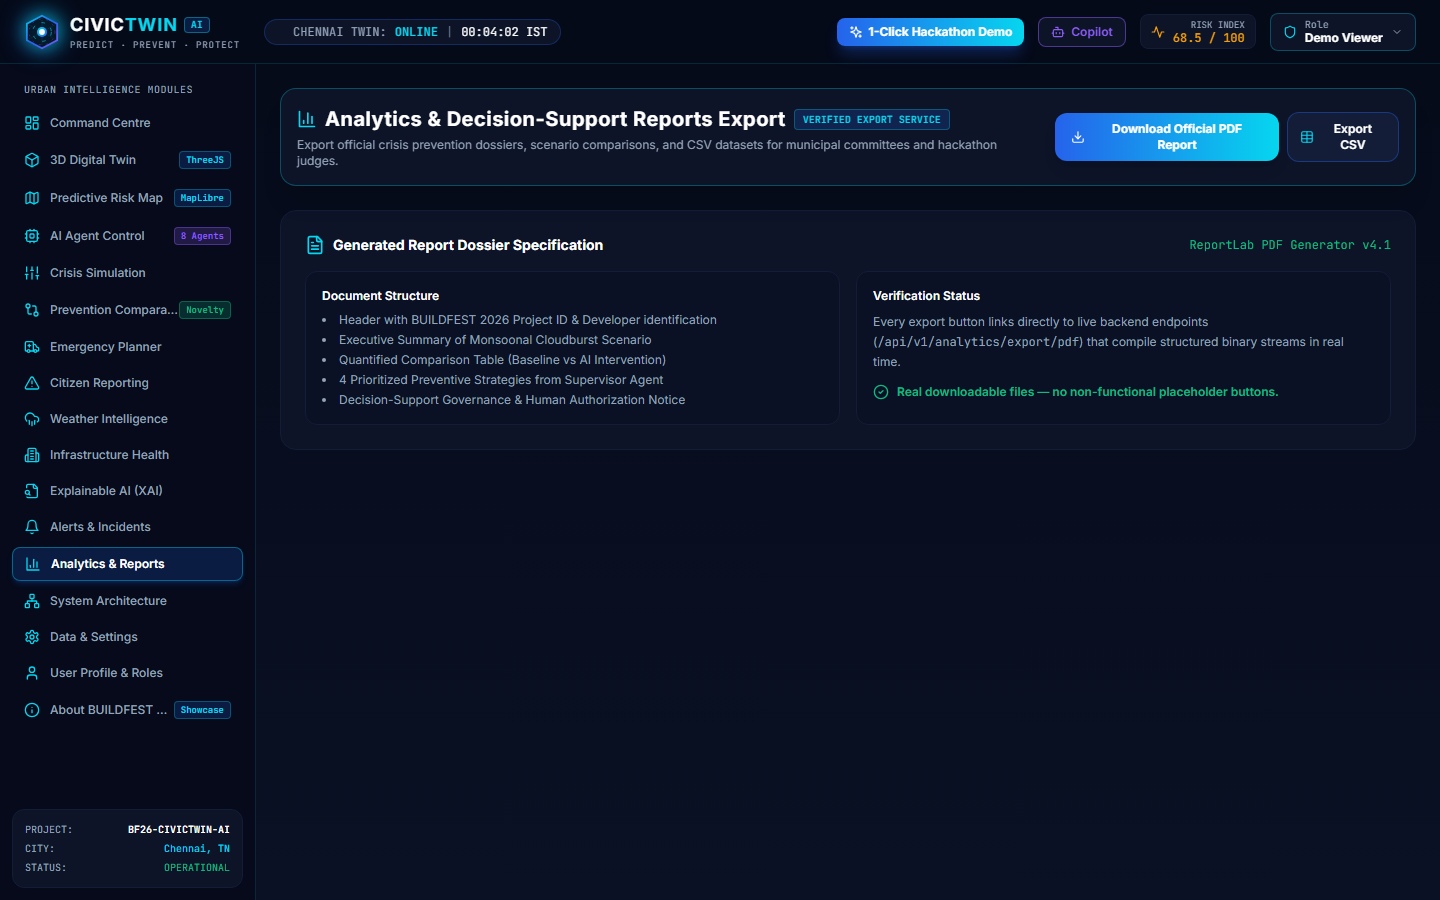 CIVICTWIN AI
PREDICT · PREVENT · PROTECT
CHENNAI TWIN: ONLINE | 00:04:02 IST
1-Click Hackathon Demo
Copilot
RISK INDEX
68.5 / 100
Role
Demo Viewer
URBAN INTELLIGENCE MODULES
Command Centre
3D Digital Twin ThreeJS
Predictive Risk Map MapLibre
AI Agent Control 8 Agents
Crisis Simulation
Prevention Compara... Novelty
Emergency Planner
Citizen Reporting
Weather Intelligence
Infrastructure Health
Explainable AI (XAI)
Alerts & Incidents
Analytics & Reports
System Architecture
Data & Settings
User Profile & Roles
About BUILDFEST ... Showcase
PROJECT: BF26-CIVICTWIN-AI
CITY: Chennai, TN
STATUS: OPERATIONAL
Analytics & Decision-Support Reports Export VERIFIED EXPORT SERVICE
Export official crisis prevention dossiers, scenario comparisons, and CSV datasets for municipal committees and hackathon
judges.
Download Official PDF
Report
Export
CSV
Generated Report Dossier Specification
ReportLab PDF Generator v4.1
Document Structure
• Header with BUILDFEST 2026 Project ID & Developer identification
• Executive Summary of Monsoonal Cloudburst Scenario
• Quantified Comparison Table (Baseline vs AI Intervention)
• 4 Prioritized Preventive Strategies from Supervisor Agent
• Decision-Support Governance & Human Authorization Notice
Verification Status
Every export button links directly to live backend endpoints
(/api/v1/analytics/export/pdf) that compile structured binary streams in real
time.
Real downloadable files — no non-functional placeholder buttons.